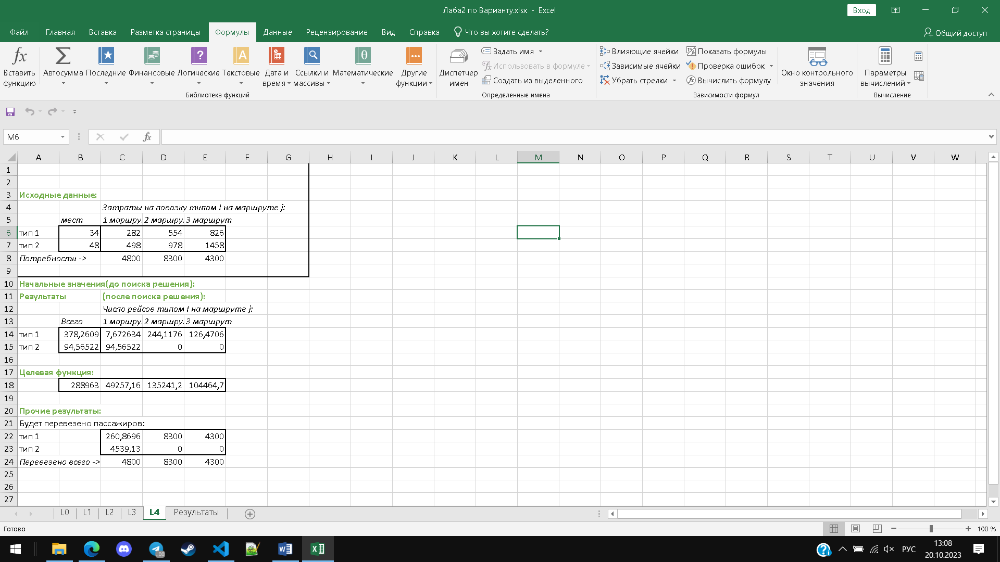 Лаба2 по Варианту.xlsx - Excel
Вход
Файл Главная Вставка Разметка страницы Формулы Данные Рецензирование Вид Справка Что вы хотите сделать? Общий доступ
Вставить функцию
Автосумма
Последние
Финансовые
Логические
Текстовые
Дата и время
Ссылки и массивы
Математические
Другие функции
Библиотека функций
Диспетчер имен
Задать имя
Использовать в формуле
Создать из выделенного
Определенные имена
Влияющие ячейки
Зависимые ячейки
Убрать стрелки
Показать формулы
Проверка ошибок
Вычислить формулу
Зависимости формул
Окно контрольного значения
Параметры вычислений
Вычисление
M6
fx
A B C D E F G H I J K L M N O P Q R S T U V W
1
2
3 Исходные данные:
4 Затраты на повозку типом I на маршруте j:
5 мест 1 маршру. 2 маршру. 3 маршрут
6 тип 1 34 282 554 826
7 тип 2 48 498 978 1458
8 Потребности -> 4800 8300 4300
9
10 Начальные значения(до поиска решения):
11 Результаты (после поиска решения):
12 Число рейсов типом I на маршруте j:
13 Всего 1 маршру. 2 маршру. 3 маршрут
14 тип 1 378,2609 7,672634 244,1176 126,4706
15 тип 2 94,56522 94,56522 0 0
16
17 Целевая функция:
18 288963 49257,16 135241,2 104464,7
19
20 Прочие результаты:
21 Будет перевезено пассажиров:
22 тип 1 260,8696 8300 4300
23 тип 2 4539,13 0 0
24 Перевезено всего -> 4800 8300 4300
25
26
27
L0 L1 L2 L3 L4 Результаты
Готово
100 %
РУС
13:08
20.10.2023